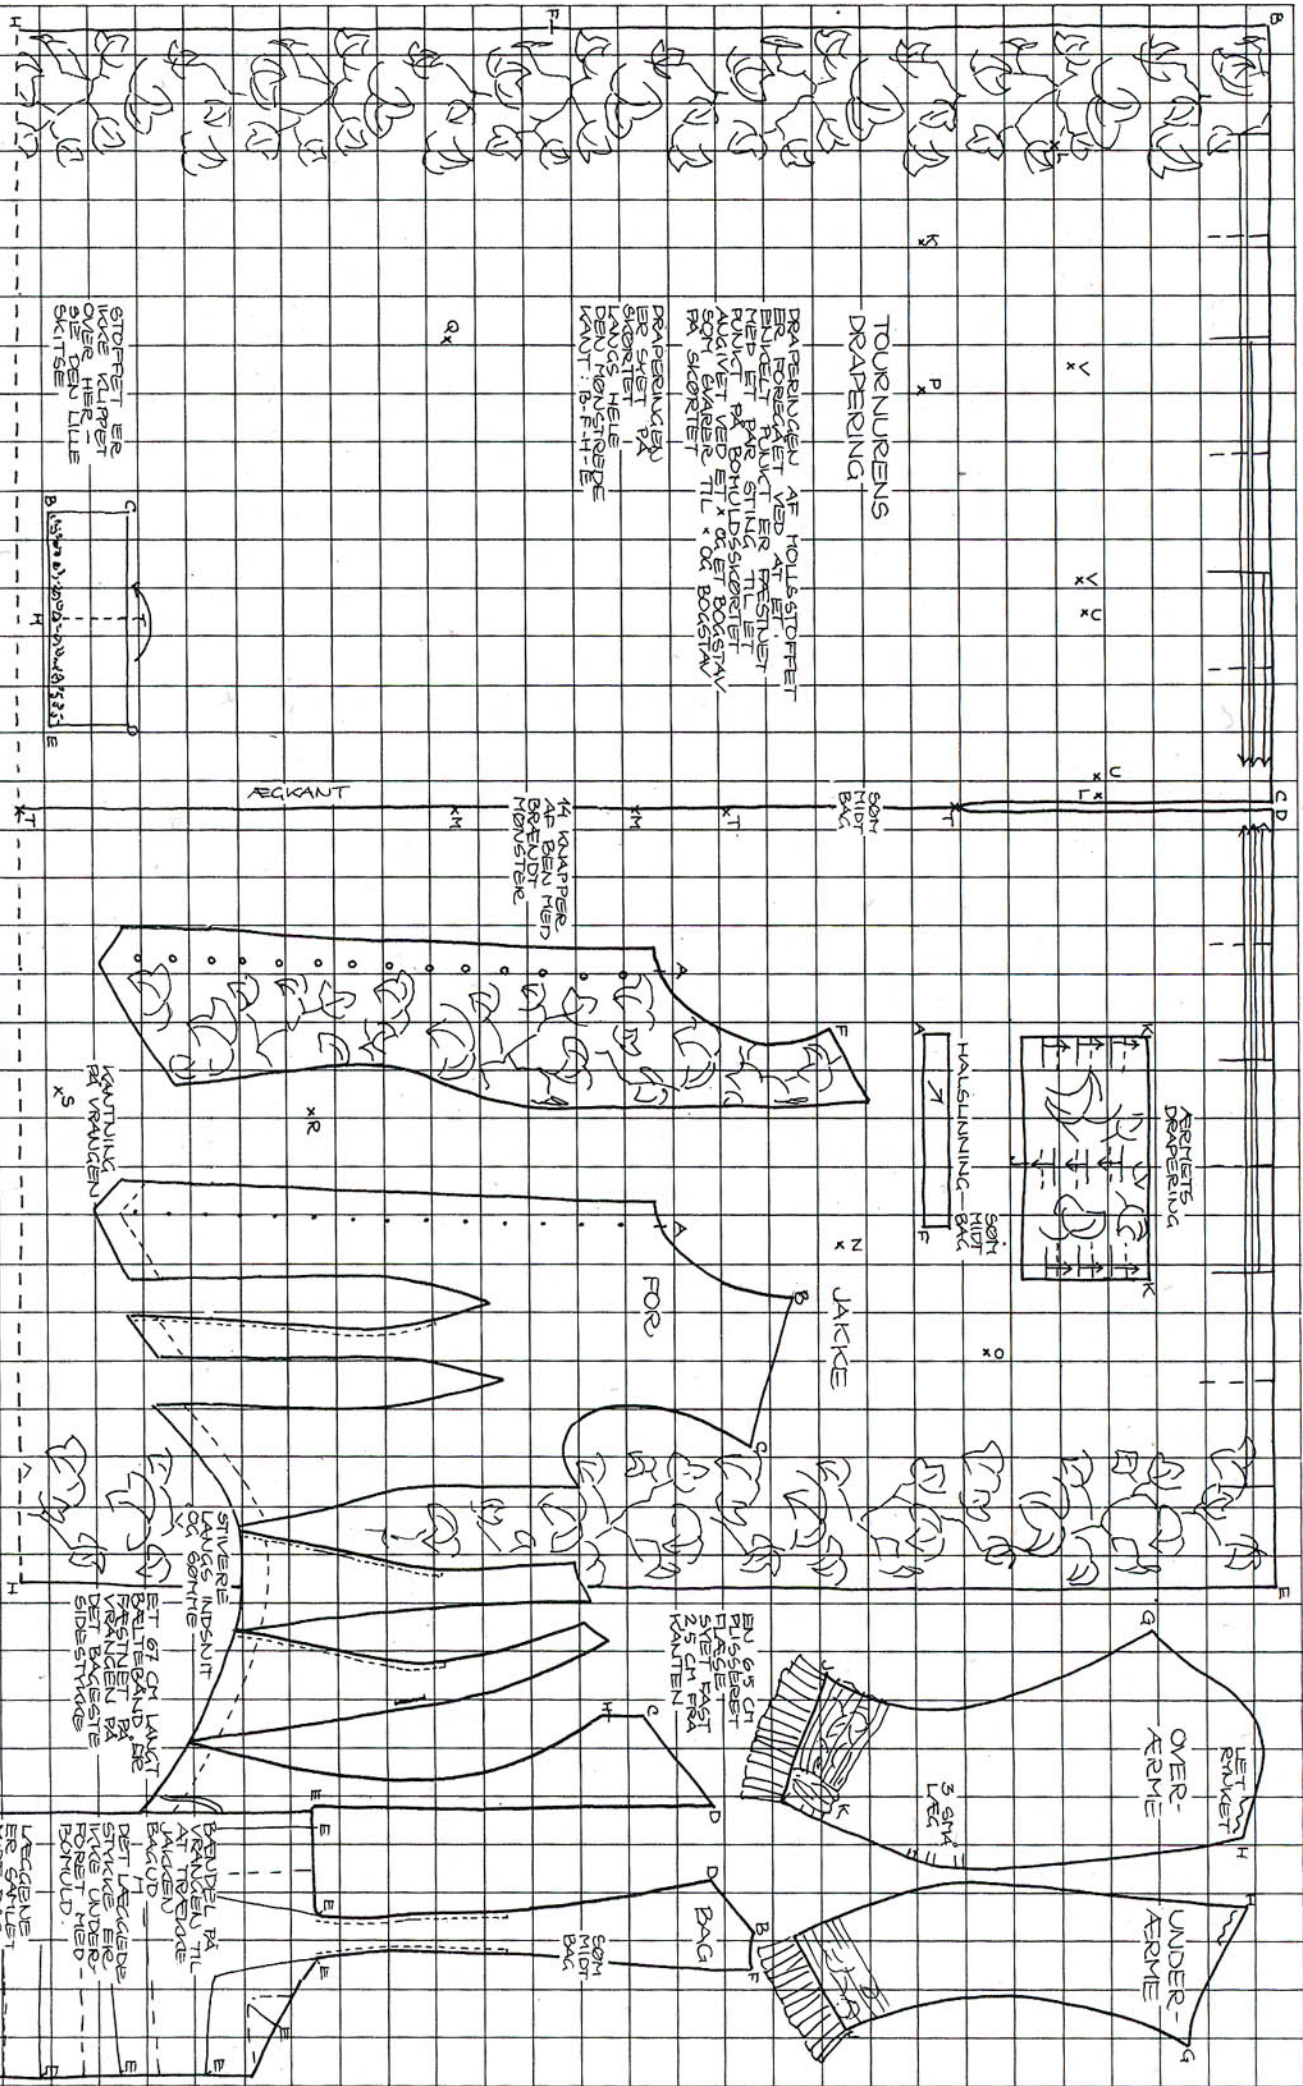 TOURNURENS
DRAPERING
DRAPERINGEN AF MOLLSSTOFFET
ER FOREGÅET VED AT ET
ENKELT PUNKT ER FÆSTNET
MED ET PAR STING TIL ET
PUNKT PÅ BOMULDSSKØRTET
ANGIVET VED ET × OG ET BOGSTAV
SOM SVARER TIL × OG BOGSTAV
PÅ SKØRTET
DRAPERINGEN
ER SYET PÅ
SKØRTET
LANGS HELE
DEN MØNSTREDE
KANT: B-F-H-E
STOFFET ER
IKKE KLIPPET
OVER HER -
SE DEN LILLE
SKITSE
B
F
H
L
K
V
P
Q
V
U
U
L
C D
T
T
M
M
T
C
D
T
B
H
E
SØM
MIDT
BAG
ÆGKANT
14 KNAPPER
AF BEN MED
BRÆNDT
MØNSTER
ÆRMETS
DRAPERING
K
K
J
HALSLINNING
SØM
MIDT
BAG
A
F
A
F
R
S
KANTNING
PÅ VRANGEN
JAKKE
FOR
N
O
A
B
G
E
H
STIVERE
LANGS INDSNIT
OG SØMME
ET 67 CM LANGT
BÆLTEBÅND ER
FÆSTNET PÅ
VRANGEN PÅ
DET BAGESTE
SIDESTYKKE
EN 6.5 CM
PLISSERET
FLÆSE
SYET FAST
2.5 CM FRA
KANTEN
OVER-
ÆRME
LET
RYNKET
3 SMÅ
LÆG
G
H
J
K
UNDER-
ÆRME
H
G
H
C
D
D
B
F
BAG
SØM
MIDT
BAG
E
E
E
E
E
E
E
BÆNDEL PÅ
VRANGEN TIL
AT TRÆKKE
JAKKEN
BAGUD
DET LÆGGEDE
STYKKE ER
IKKE UNDER-
FORET MED
BOMULD.
LÆGGENE
ER SAMLET